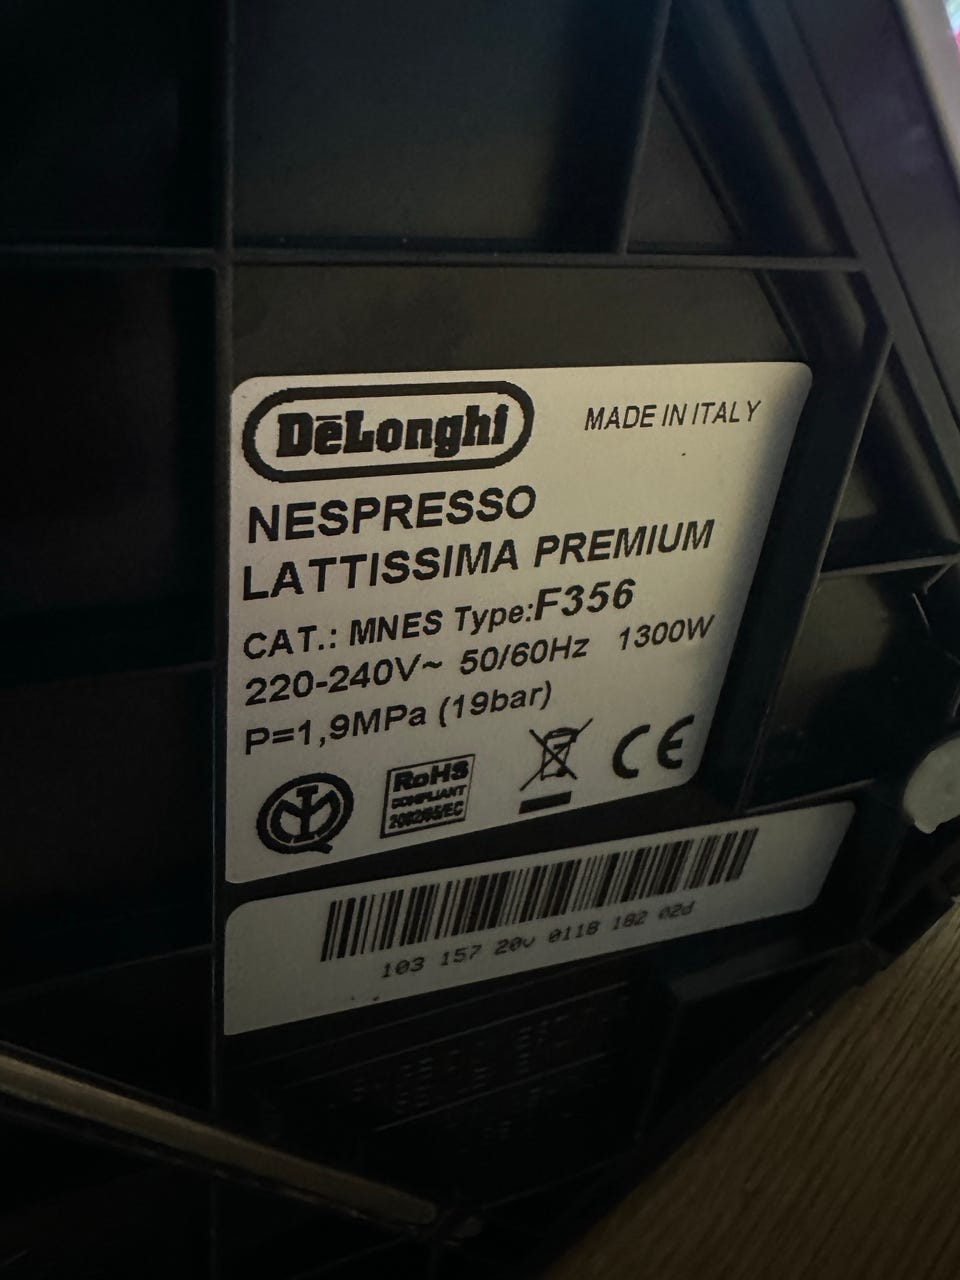 DēLonghi
MADE IN ITALY
NESPRESSO
LATTISSIMA PREMIUM
CAT.: MNES Type:F356
220-240V~ 50/60Hz 1300W
P=1,9MPa (19bar)
RoHS
COMPLIANT
2002/95/EC
CE
103 157 20v 0118 182 02d